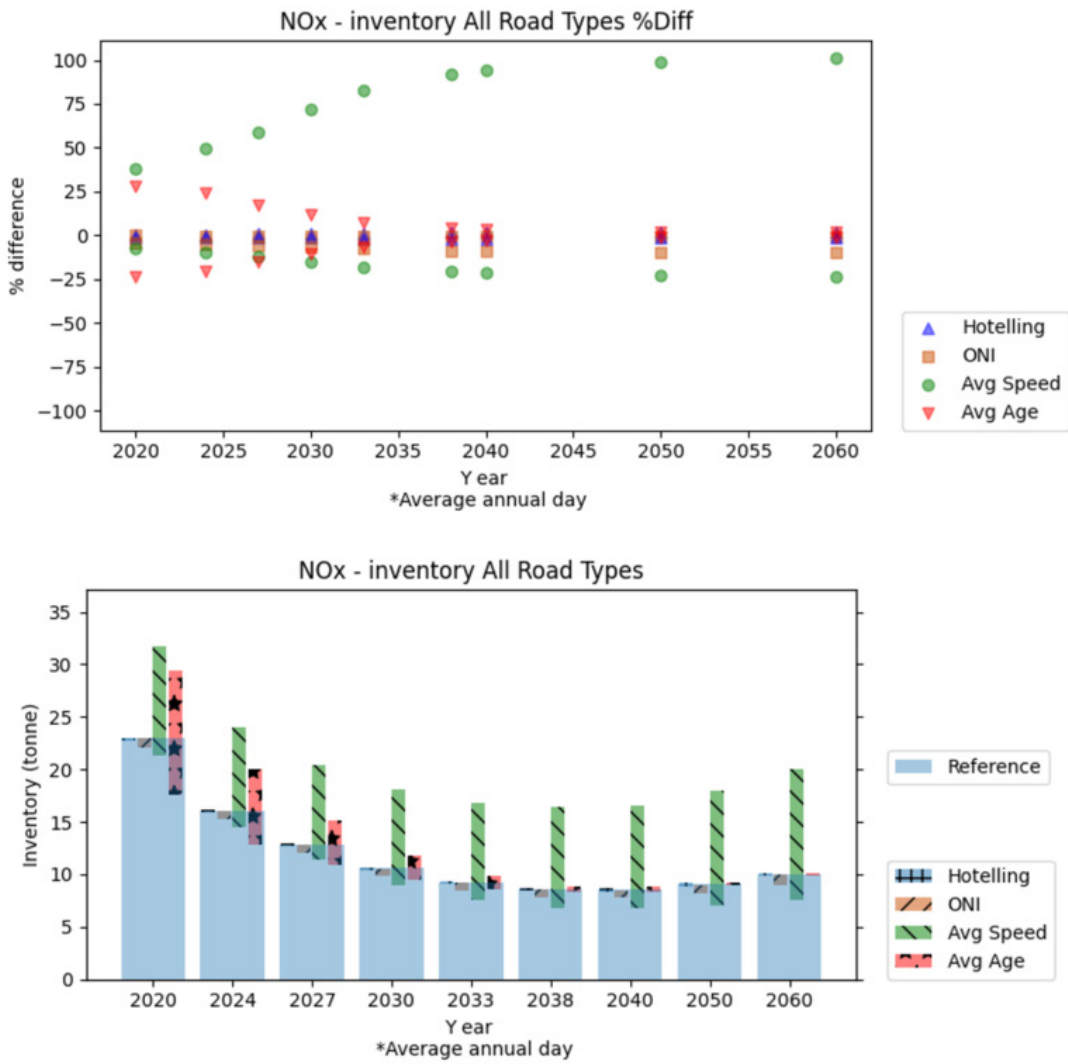 NOx - inventory All Road Types %Diff
100
75
50
25
0
−25
−50
−75
−100
% difference
2020 2025 2030 2035 2040 2045 2050 2055 2060
Y ear
*Average annual day
Hotelling
ONI
Avg Speed
Avg Age
NOx - inventory All Road Types
35
30
25
20
15
10
5
0
Inventory (tonne)
2020 2024 2027 2030 2033 2038 2040 2050 2060
Y ear
*Average annual day
Reference
Hotelling
ONI
Avg Speed
Avg Age